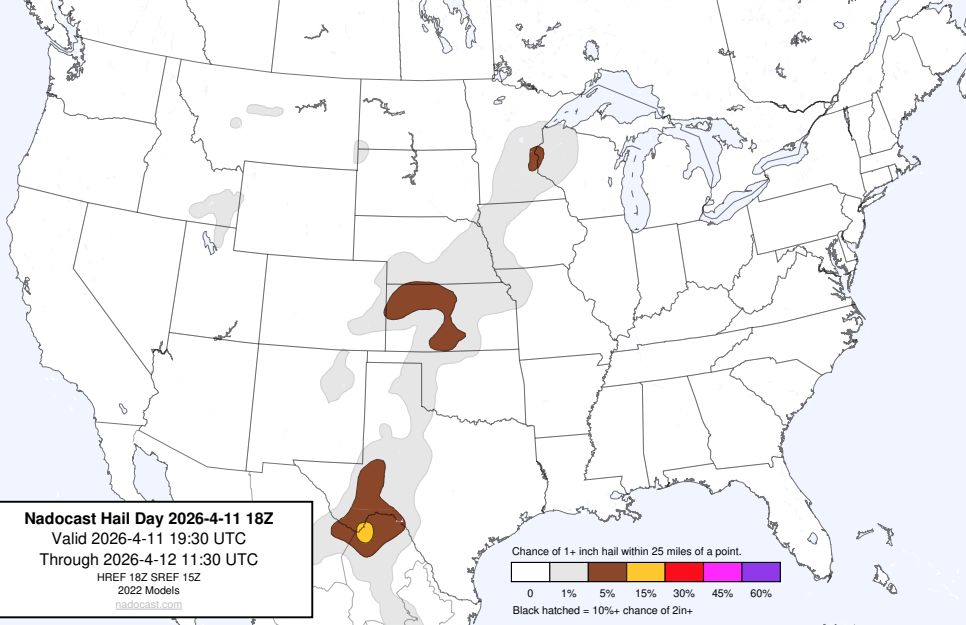 Nadocast Hail Day 2026-4-11 18Z
Valid 2026-4-11 19:30 UTC
Through 2026-4-12 11:30 UTC
HREF 18Z SREF 15Z
2022 Models
nadocast.com
Chance of 1+ inch hail within 25 miles of a point.
0 1% 5% 15% 30% 45% 60%
Black hatched = 10%+ chance of 2in+